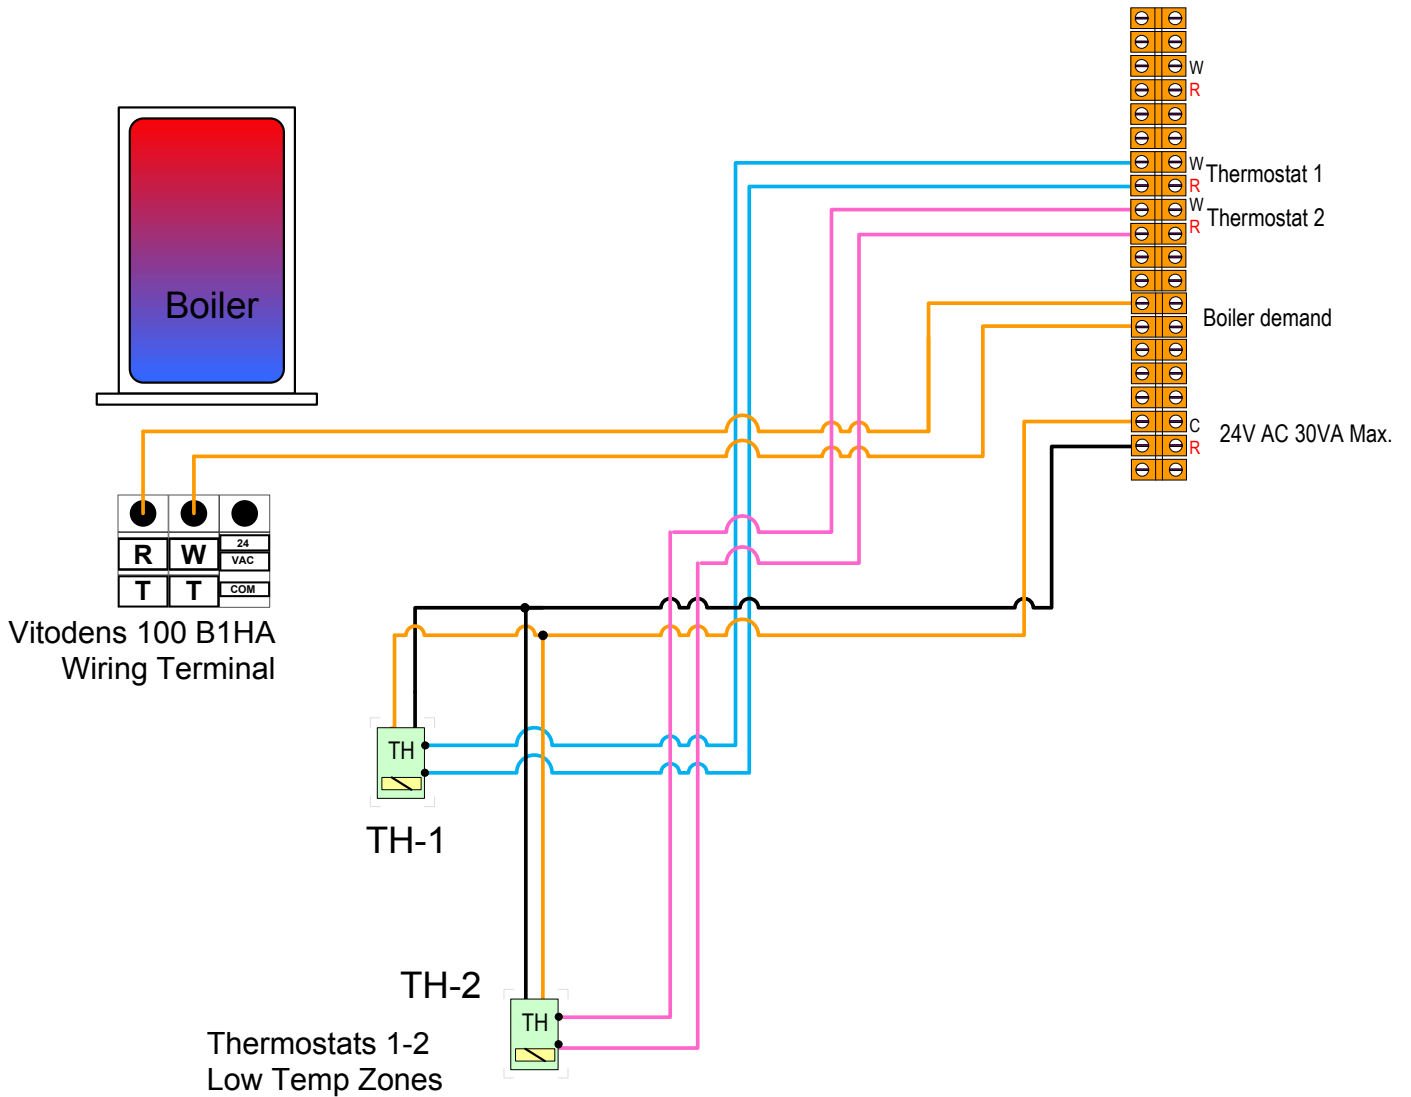 W
R
W
Thermostat 1
R
W
Thermostat 2
R
Boiler
Boiler demand
C
24V AC 30VA Max.
R
R W 24
VAC
T T COM
Vitodens 100 B1HA
Wiring Terminal
TH
TH-1
TH-2
TH
Thermostats 1-2
Low Temp Zones